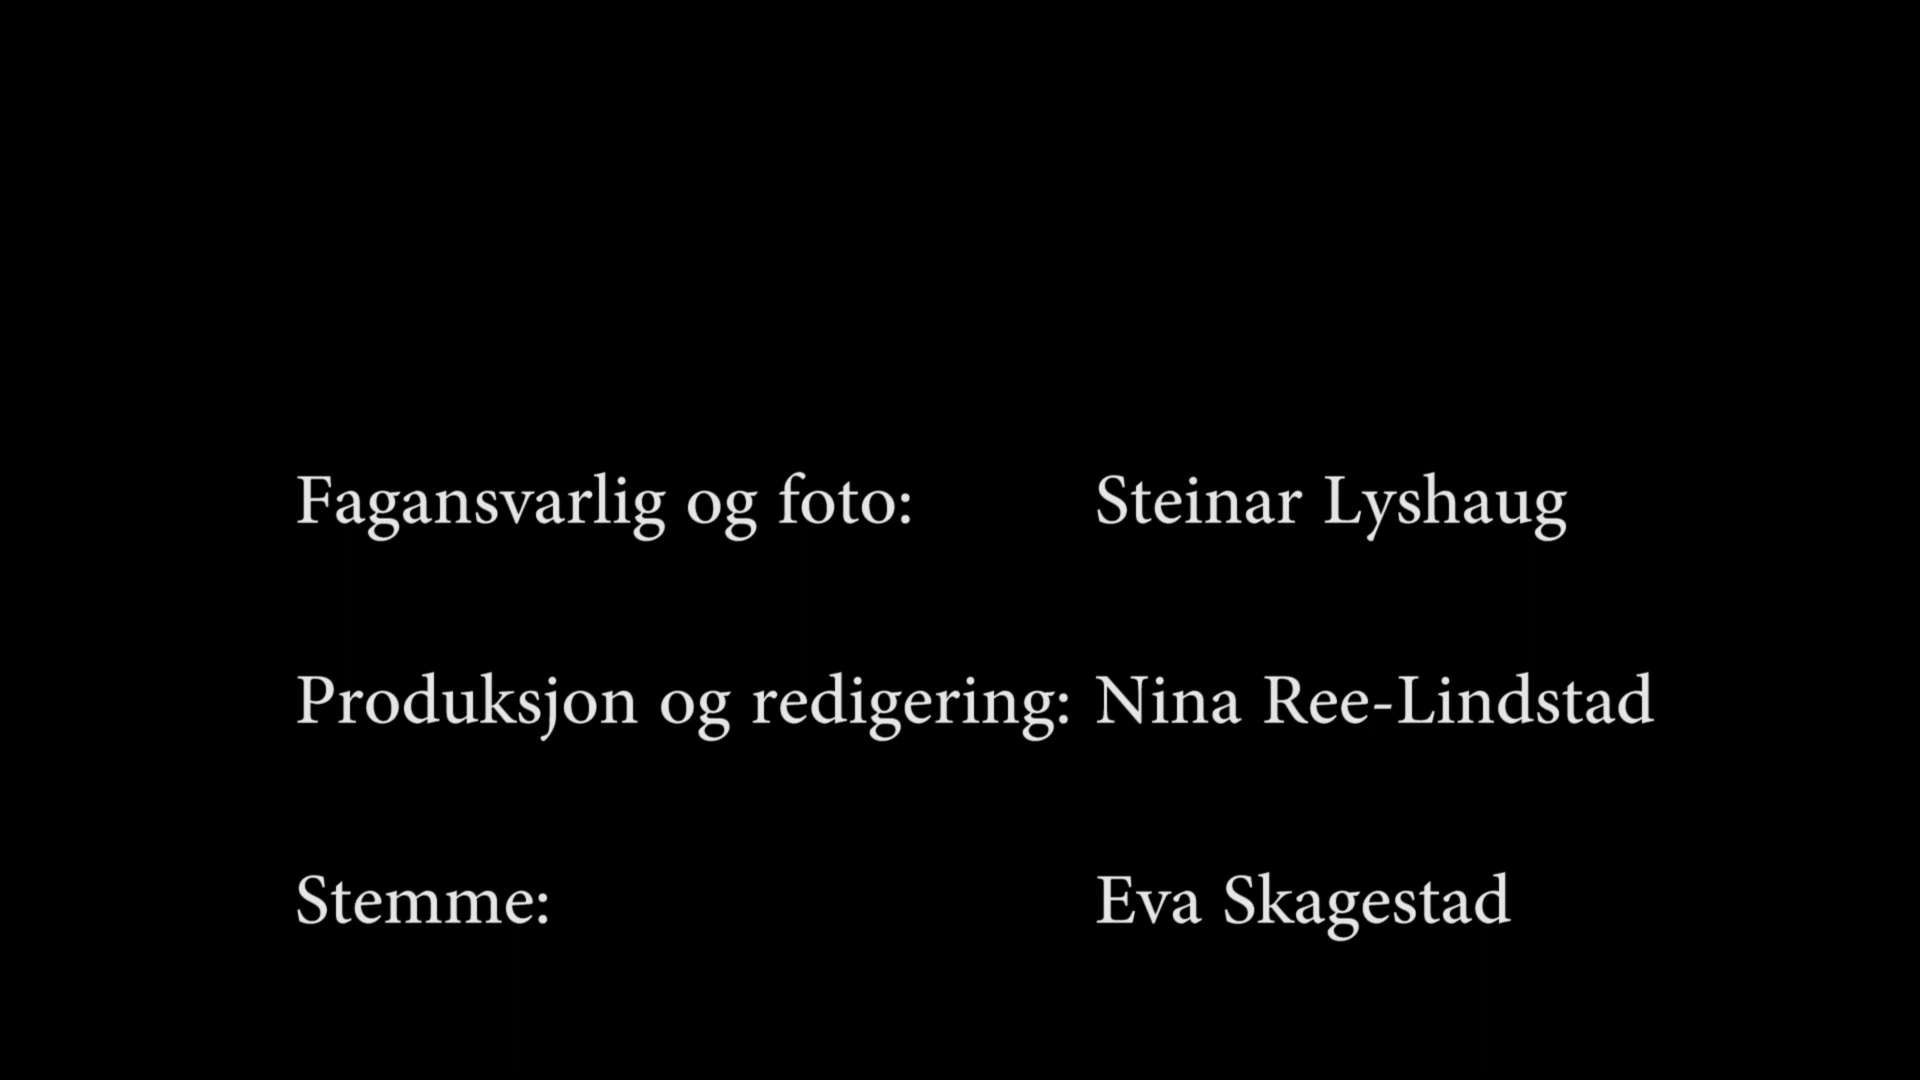 Fagansvarlig og foto: Steinar Lyshaug
Produksjon og redigering: Nina Ree-Lindstad
Stemme: Eva Skagestad